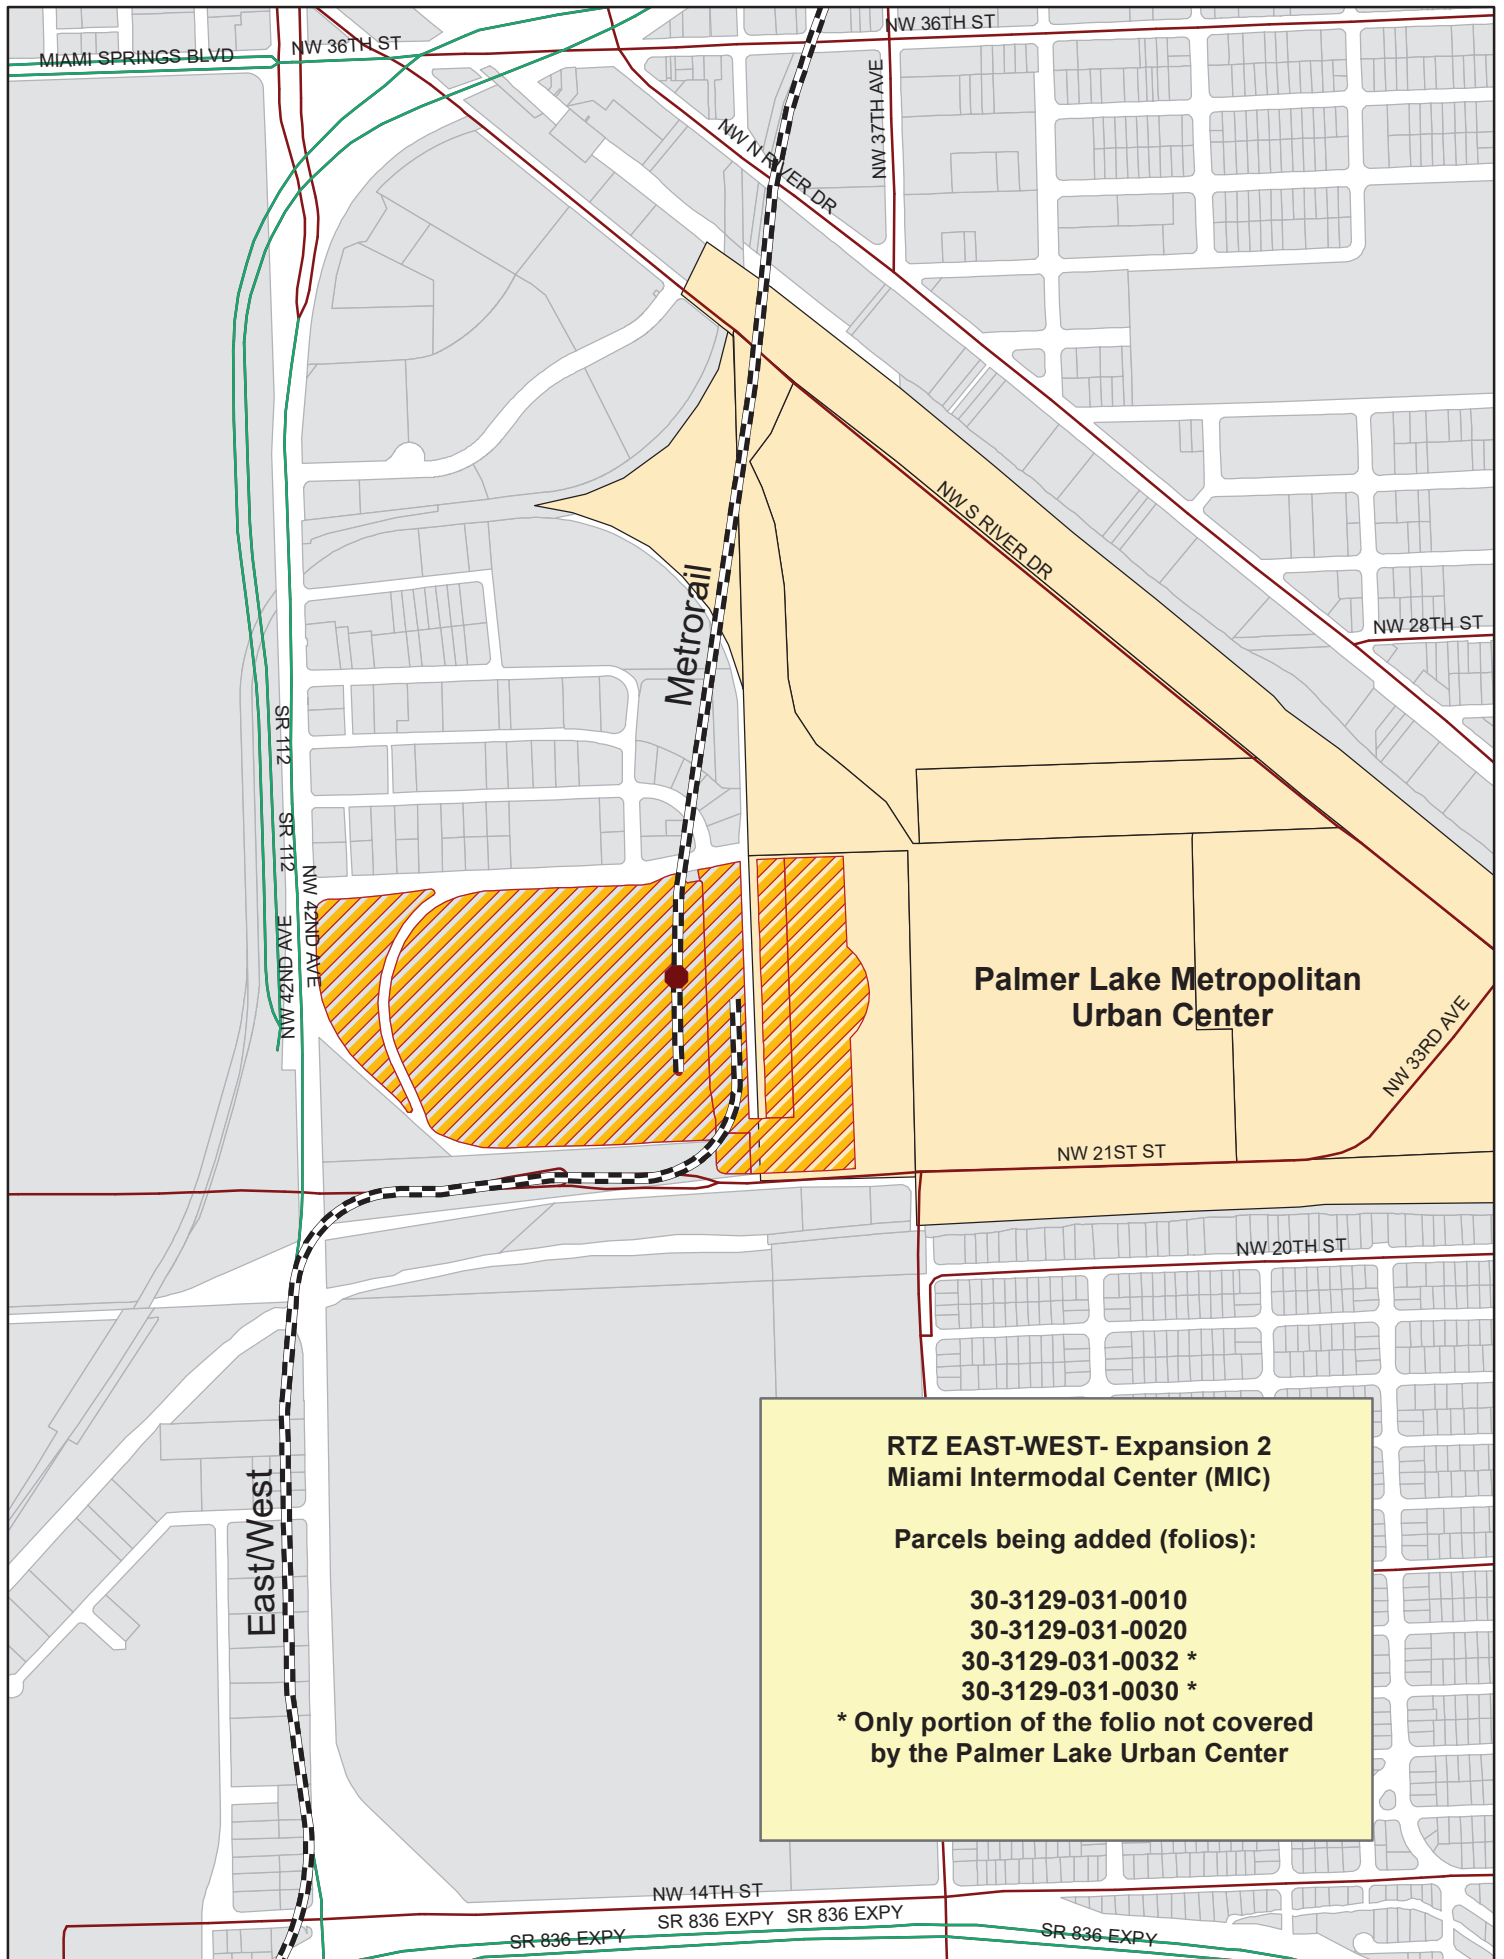 MIAMI SPRINGS BLVD
NW 36TH ST
NW 36TH ST
NW 37TH AVE
NW N RIVER DR
NW S RIVER DR
Metrorail
NW 28TH ST
SR 112
SR 112
NW 42ND AVE
NW 42ND AVE
Palmer Lake Metropolitan
Urban Center
NW 33RD AVE
NW 21ST ST
NW 20TH ST
East/West
RTZ EAST-WEST- Expansion 2
Miami Intermodal Center (MIC)
Parcels being added (folios):
30-3129-031-0010
30-3129-031-0020
30-3129-031-0032 *
30-3129-031-0030 *
* Only portion of the folio not covered
by the Palmer Lake Urban Center
NW 14TH ST
SR 836 EXPY
SR 836 EXPY
SR 836 EXPY
SR 836 EXPY